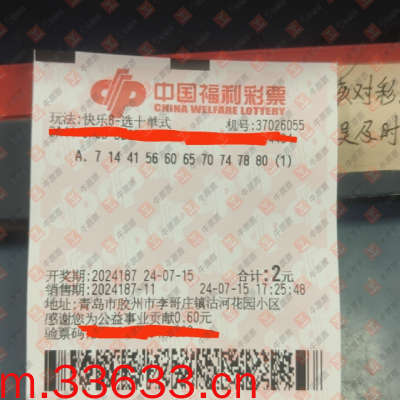 中国福利彩票
CHINA WELFARE LOTTERY
玩法:快乐8-选十单式
机号:37026055
A. 7 14 41 56 60 65 70 74 78 80 (1)
开奖期:2024187 24-07-15
合计:2元
销售期:2024187-11
24-07-15 17:25:48
地址:青岛市胶州市李哥庄镇沽河花园小区
感谢您为公益事业贡献0.60元
验票码
对彩
及时
m.33633.cn